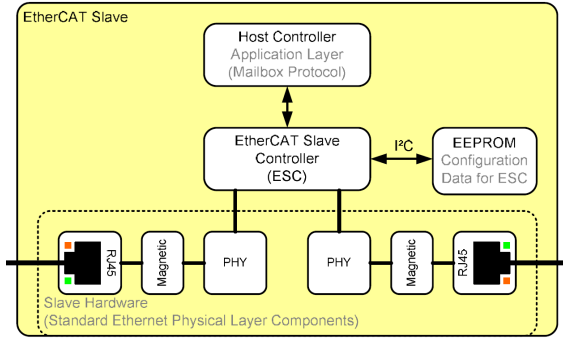 EtherCAT Slave
Host Controller
Application Layer
(Mailbox Protocol)
EtherCAT Slave
Controller
(ESC)
I²C
EEPROM
Configuration
Data for ESC
RJ45
Magnetic
PHY
PHY
Magnetic
RJ45
Slave Hardware
(Standard Ethernet Physical Layer Components)